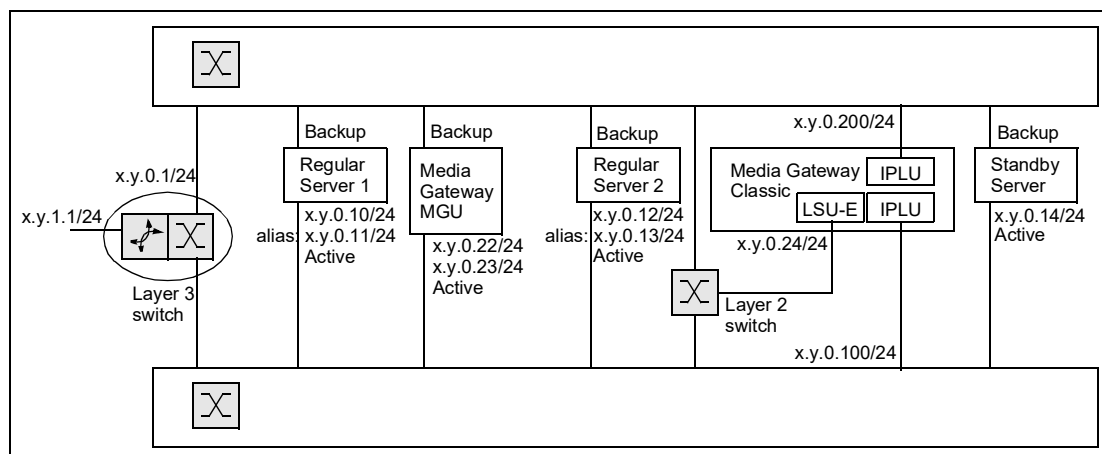 x.y.0.1/24
x.y.1.1/24
Layer 3
switch
Backup
Regular
Server 1
x.y.0.10/24
alias: x.y.0.11/24
Active
Backup
Media
Gateway
MGU
x.y.0.22/24
x.y.0.23/24
Active
Backup
Regular
Server 2
x.y.0.12/24
alias: x.y.0.13/24
Active
Layer 2
switch
x.y.0.200/24
Media Gateway
Classic
IPLU
LSU-E
IPLU
x.y.0.24/24
x.y.0.100/24
Backup
Standby
Server
x.y.0.14/24
Active